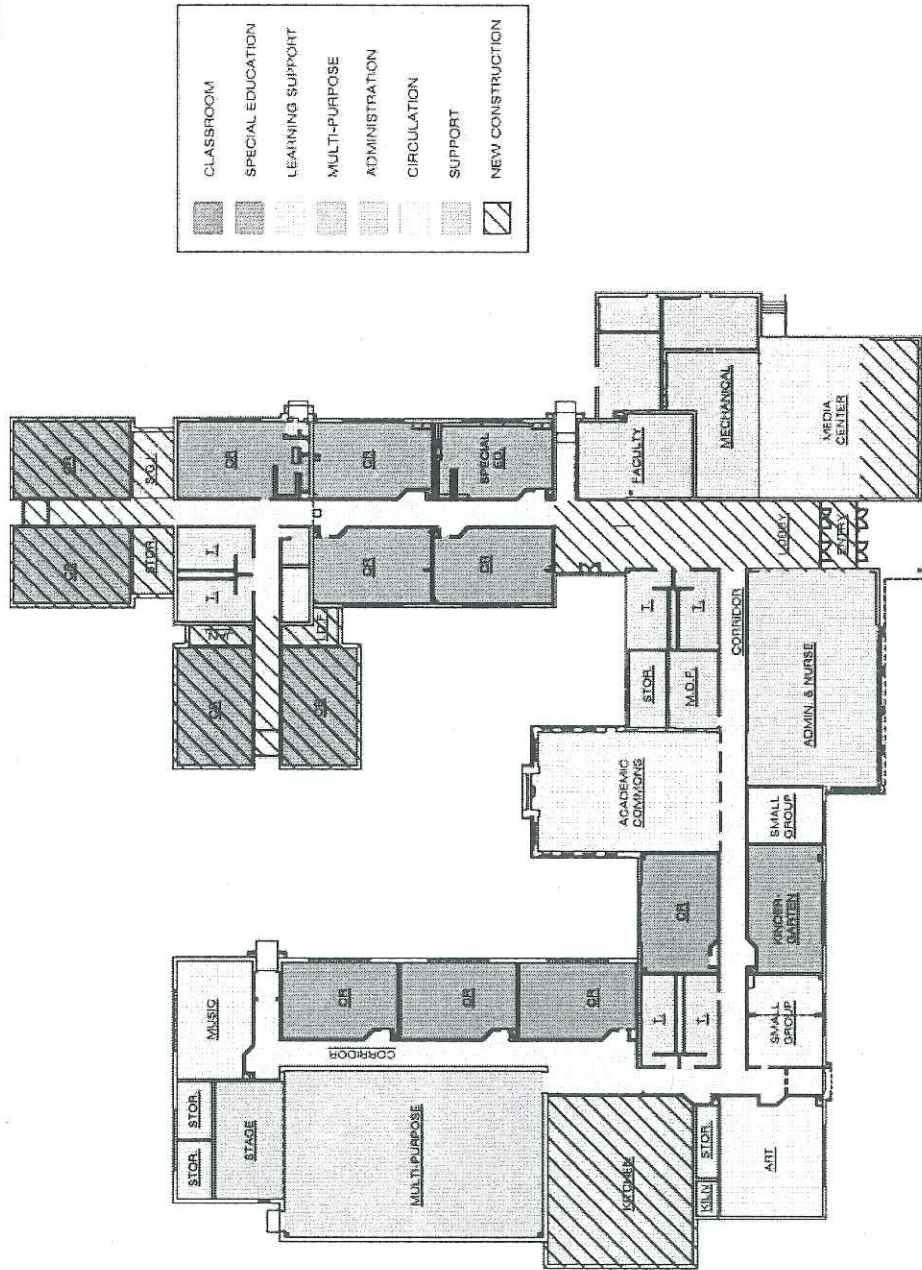 CLASSROOM
SPECIAL EDUCATION
LEARNING SUPPORT
MULTI-PURPOSE
ADMINISTRATION
CIRCULATION
SUPPORT
NEW CONSTRUCTION
STOR.
STOR.
MUSIC
STAGE
CORRIDOR
CR
CR
CR
MULTI-PURPOSE
KITCHEN
KILN
STOR.
ART
T.
T.
SMALL
GROUP
CR
KINDER-
GARTEN
SMALL
GROUP
ACADEMIC
COMMONS
STOR.
M.D.F.
T.
T.
CORRIDOR
ADMIN. & NURSE
LOBBY
ENTRY
MEDIA
CENTER
MECHANICAL
FACULTY
SPECIAL
ED.
CR
CR
CR
CR
T.
T.
STOR.
S.G.I.
CR
CR
CR
CR